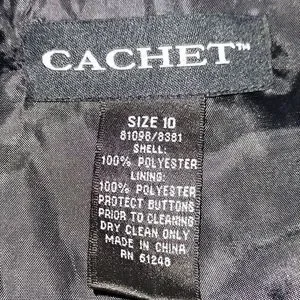 CACHET™
SIZE 10
81098/8381
SHELL:
100% POLYESTER
LINING:
100% POLYESTER
PROTECT BUTTONS
PRIOR TO CLEANING
DRY CLEAN ONLY
MADE IN CHINA
RN 61248